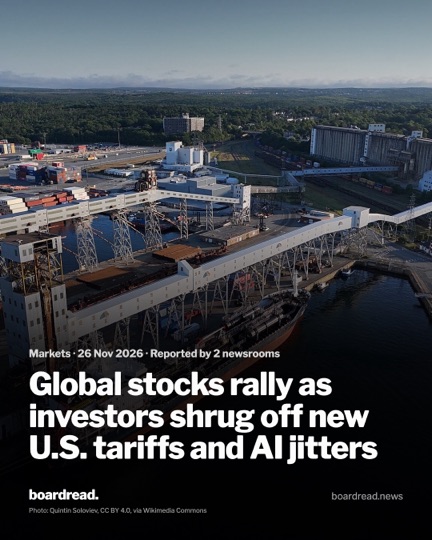 Markets · 26 Nov 2026 · Reported by 2 newsrooms
Global stocks rally as
investors shrug off new
U.S. tariffs and AI jitters
boardread.
boardread.news
Photo: Quintin Soloviev, CC BY 4.0, via Wikimedia Commons